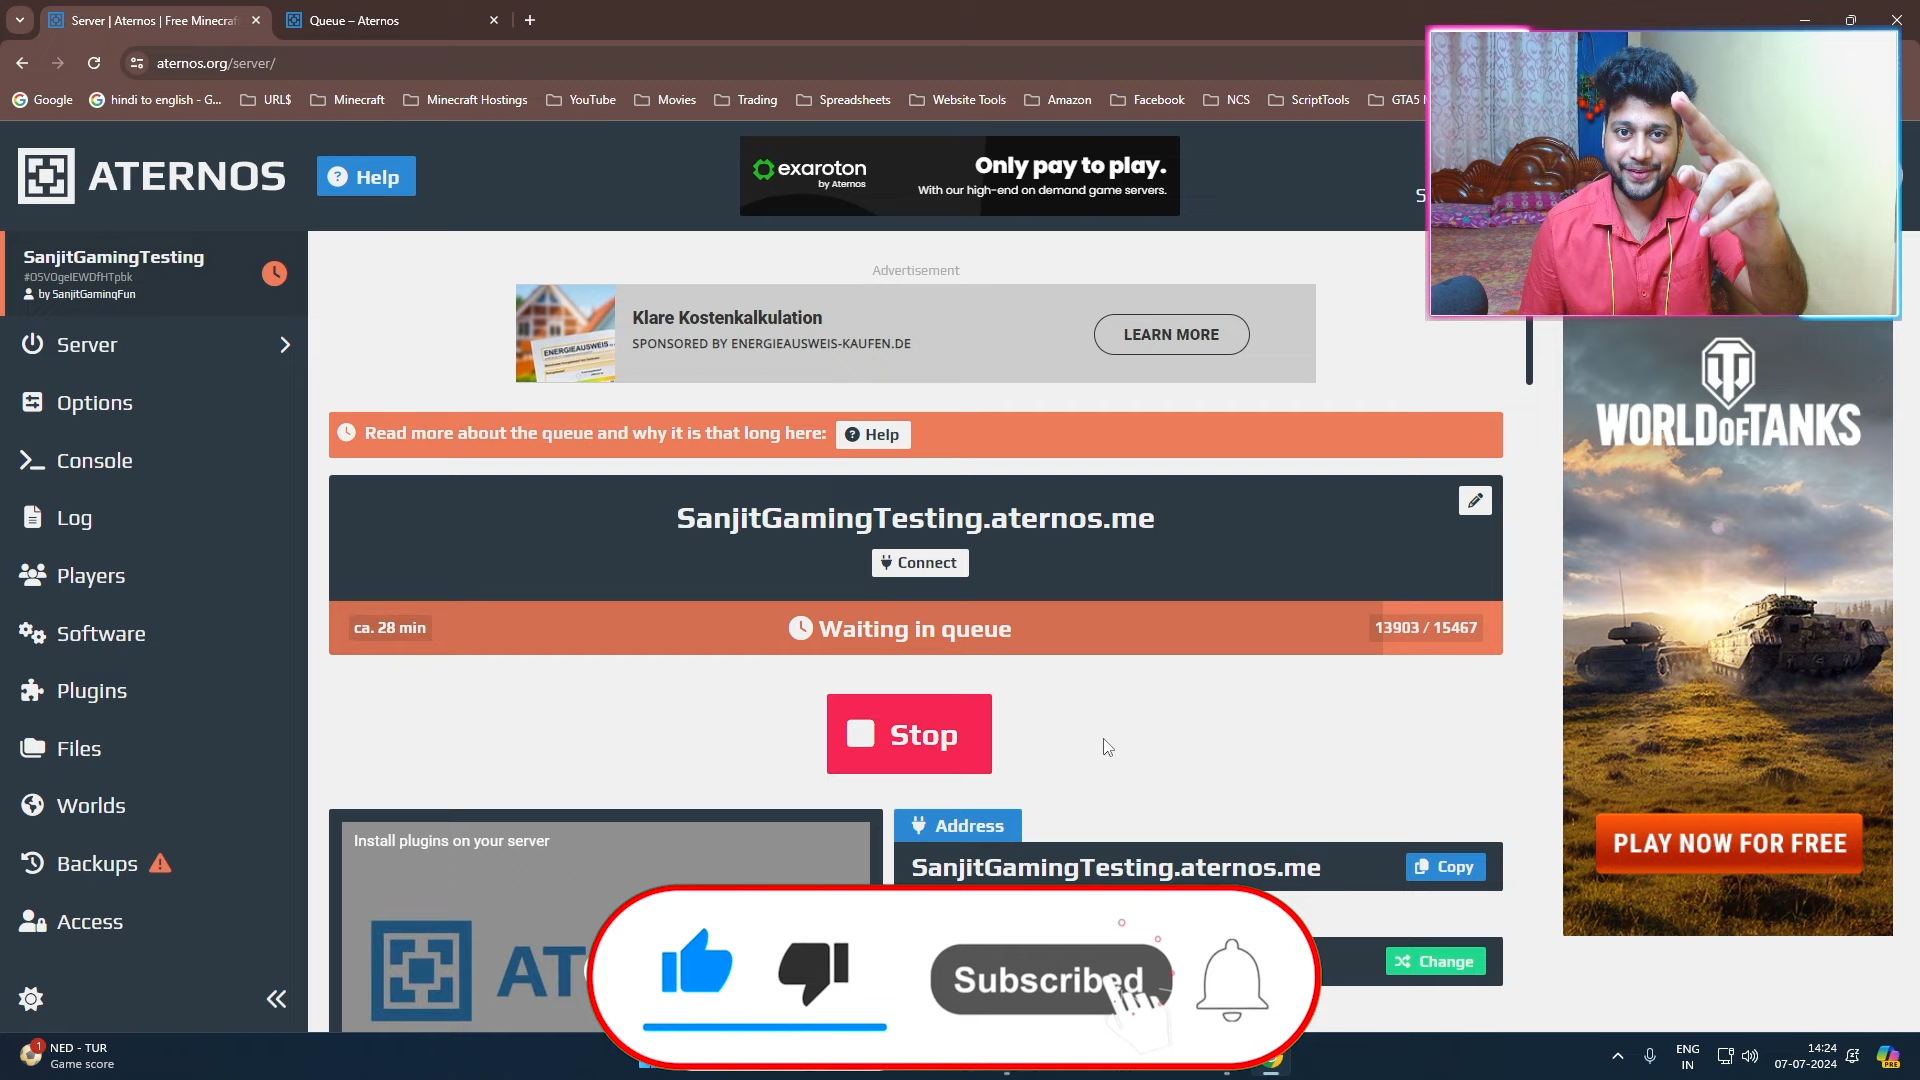 Server | Aternos | Free Minecraf
Queue – Aternos
aternos.org/server/
Google
hindi to english - G...
URL$
Minecraft
Minecraft Hostings
YouTube
Movies
Trading
Spreadsheets
Website Tools
Amazon
Facebook
NCS
ScriptTools
GTA5
ATERNOS
? Help
exaroton
by Aternos
Only pay to play.
With our high-end on demand game servers.
S
SanjitGamingTesting
by SanjitGamingFun
Server
Options
Console
Log
Players
Software
Plugins
Files
Worlds
Backups
Access
Advertisement
ENERGIEAUSWEIS
Klare Kostenkalkulation
SPONSORED BY ENERGIEAUSWEIS-KAUFEN.DE
LEARN MORE
Read more about the queue and why it is that long here:
? Help
SanjitGamingTesting.aternos.me
Connect
ca. 28 min
Waiting in queue
13903 / 15467
Stop
Install plugins on your server
AT
Address
SanjitGamingTesting.aternos.me
Copy
Change
WORLD OF TANKS
PLAY NOW FOR FREE
Subscribed
1
NED - TUR
Game score
ENG
IN
14:24
07-07-2024
PRE